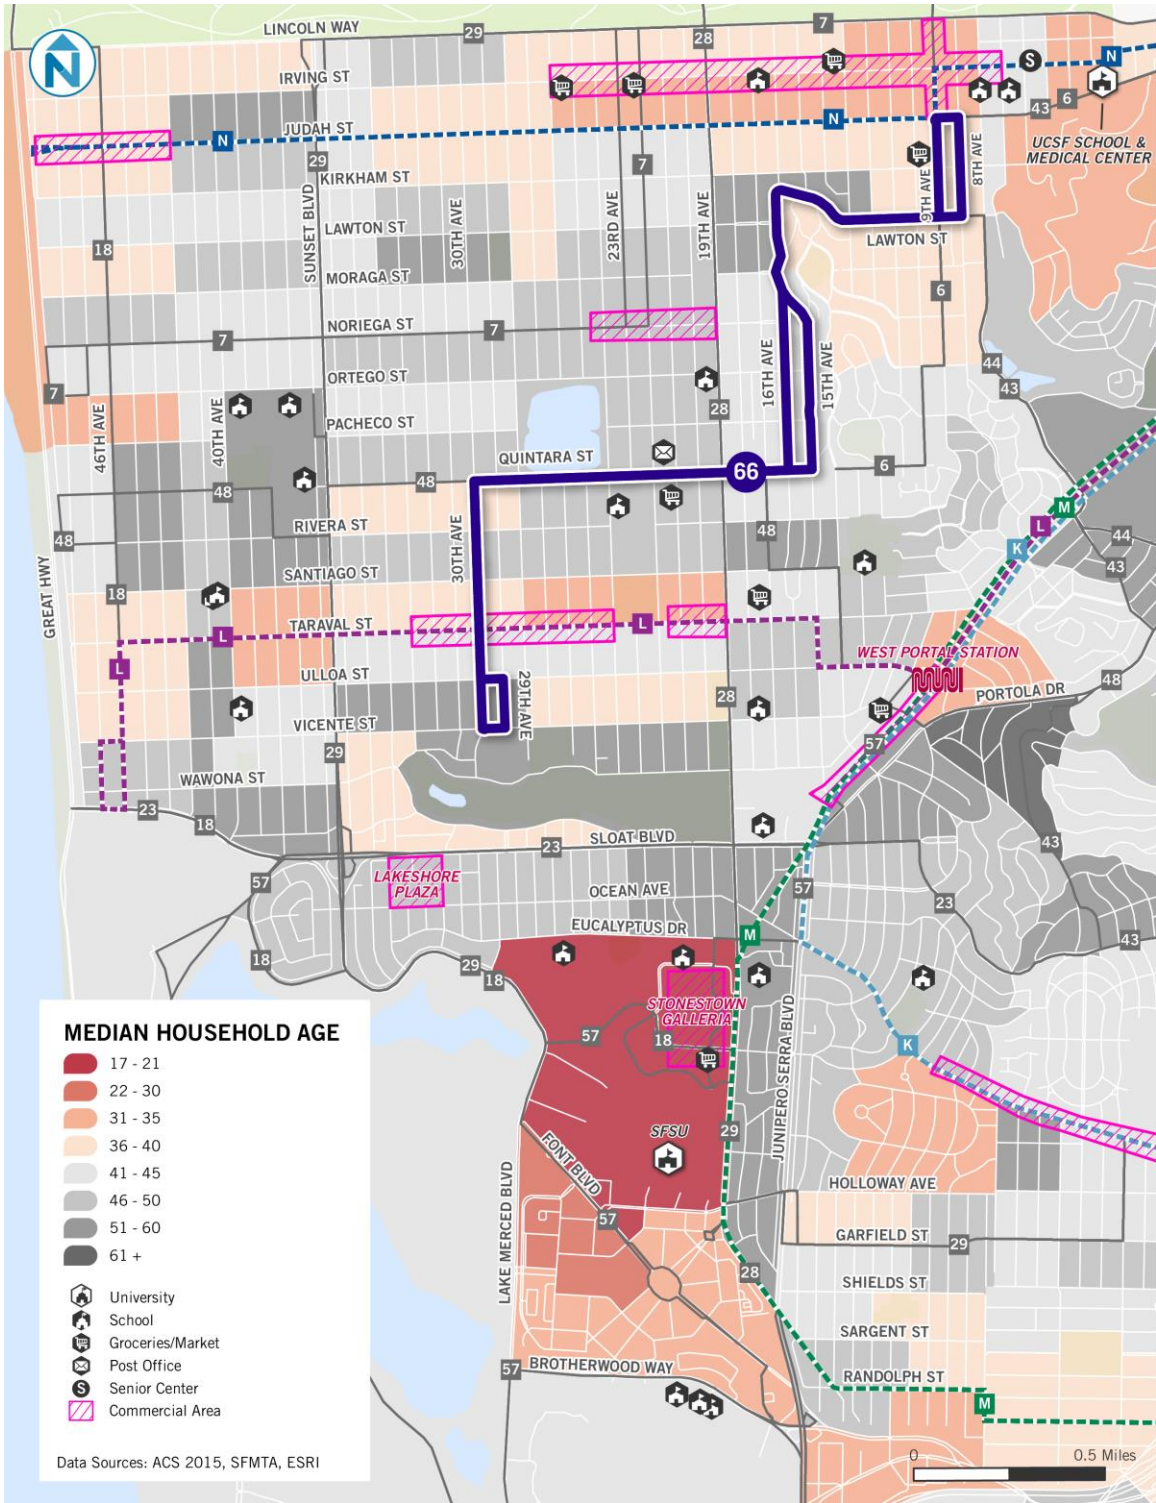 LINCOLN WAY
29
28
7
N
IRVING ST
S
N
6
43
UCSF SCHOOL &
MEDICAL CENTER
N
JUDAH ST
N
29
7
KIRKHAM ST
8TH AVE
9TH AVE
SUNSET BLVD
30TH AVE
23RD AVE
19TH AVE
LAWTON ST
LAWTON ST
18
MORAGA ST
6
NORIEGA ST
7
7
7
46TH AVE
40TH AVE
ORTEGO ST
16TH AVE
15TH AVE
44
43
28
PACHECO ST
QUINTARA ST
66
6
48
48
48
RIVERA ST
30TH AVE
48
M
L
K
44
43
GREAT HWY
SANTIAGO ST
18
TARAVAL ST
L
L
L
WEST PORTAL STATION
MUNI
ULLOA ST
29TH AVE
28
PORTOLA DR
48
VICENTE ST
29
57
WAWONA ST
23
18
SLOAT BLVD
23
43
LAKESHORE
PLAZA
57
OCEAN AVE
57
23
EUCALYPTUS DR
M
43
18
29
18
STONESTOWN
GALLERIA
57
18
K
JUNIPERO SERRA BLVD
SFSU
29
FONT BLVD
LAKE MERCED BLVD
57
HOLLOWAY AVE
GARFIELD ST
29
28
SHIELDS ST
SARGENT ST
57
BROTHERWOOD WAY
RANDOLPH ST
M
MEDIAN HOUSEHOLD AGE
17 - 21
22 - 30
31 - 35
36 - 40
41 - 45
46 - 50
51 - 60
61 +
University
School
Groceries/Market
Post Office
S
Senior Center
Commercial Area
Data Sources: ACS 2015, SFMTA, ESRI
0
0.5 Miles